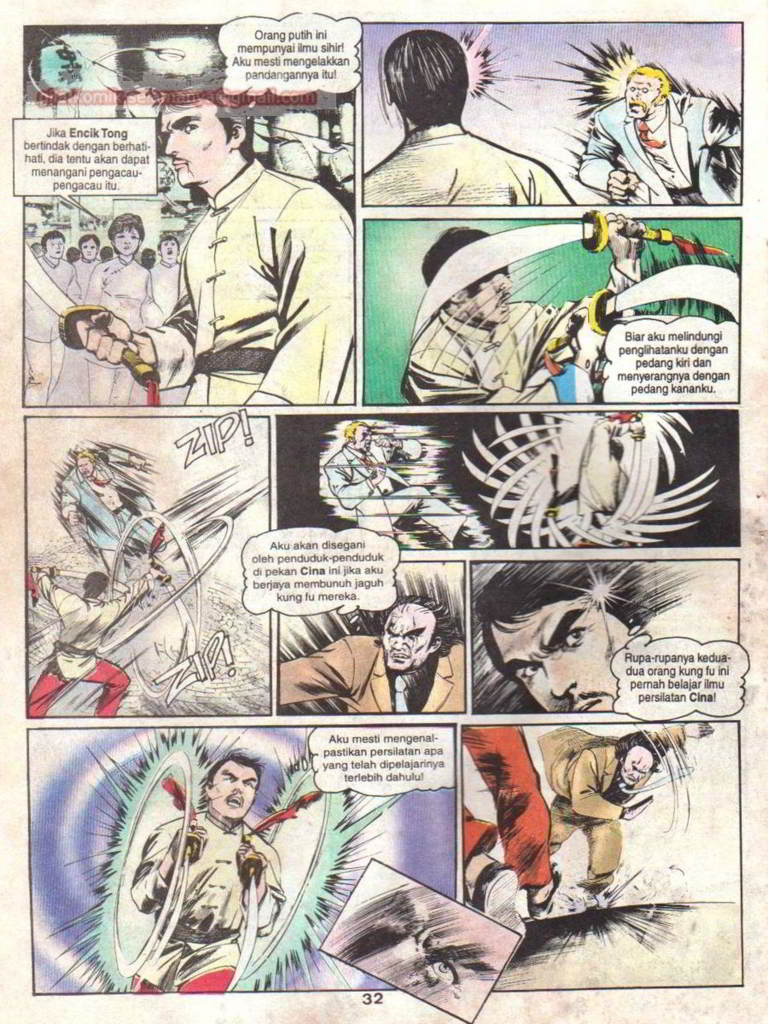 Orang putih ini
mempunyai ilmu sihir!
Aku mesti mengelakkan
pandangannya itu!
Jika Encik Tong
bertindak dengan berhati-
hati, dia tentu akan dapat
menangani pengacau-
pengacau itu.
Biar aku melindungi
penglihatanku dengan
pedang kiri dan
menyerangnya dengan
pedang kananku.
ZIP!
ZIP!
Aku akan disegani
oleh penduduk-penduduk
di pekan Cina ini jika aku
berjaya membunuh jaguh
kung fu mereka.
Rupa-rupanya kedua-
dua orang kung fu ini
pernah belajar ilmu
persilatan Cina!
Aku mesti mengenal-
pastikan persilatan apa
yang telah dipelajarinya
terlebih dahulu!
32